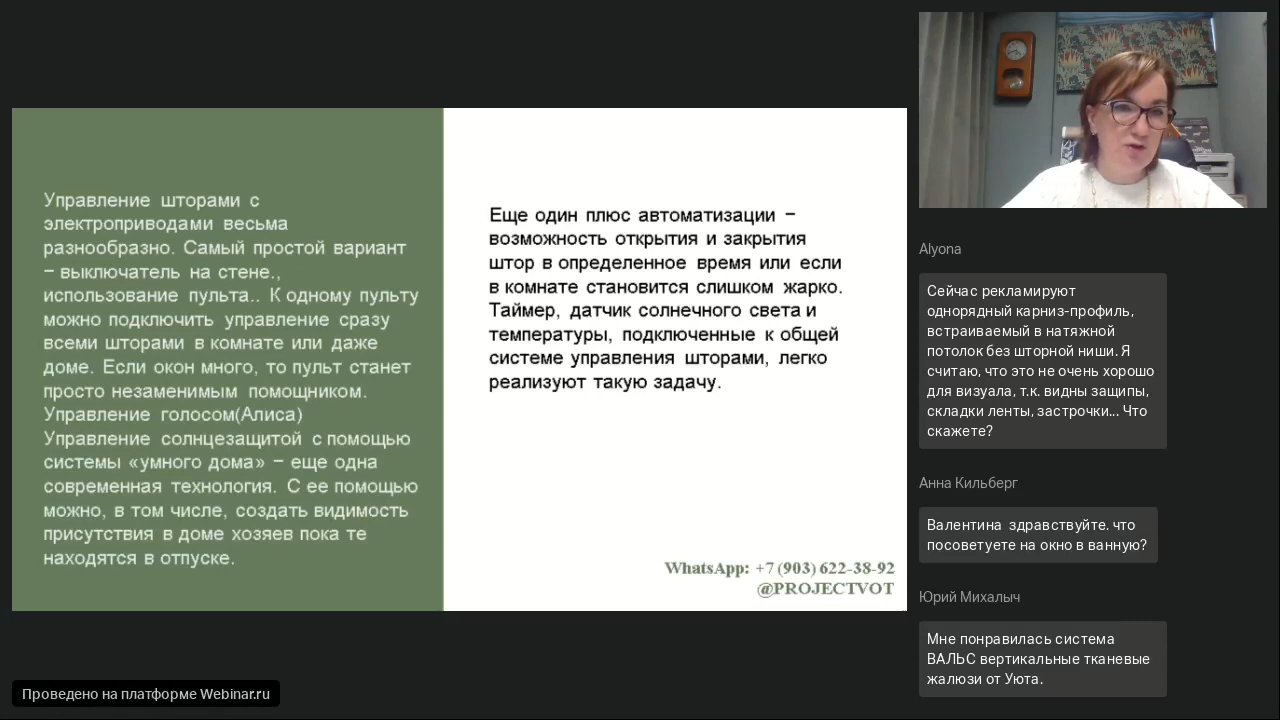 Управление шторами с
электроприводами весьма
разнообразно. Самый простой вариант
– выключатель на стене.,
использование пульта.. К одному пульту
можно подключить управление сразу
всеми шторами в комнате или даже
доме. Если окон много, то пульт станет
просто незаменимым помощником.
Управление голосом(Алиса)
Управление солнцезащитой с помощью
системы «умного дома» – еще одна
современная технология. С ее помощью
можно, в том числе, создать видимость
присутствия в доме хозяев пока те
находятся в отпуске.
Еще один плюс автоматизации –
возможность открытия и закрытия
штор в определенное время или если
в комнате становится слишком жарко.
Таймер, датчик солнечного света и
температуры, подключенные к общей
системе управления шторами, легко
реализуют такую задачу.
WhatsApp: +7 (903) 622-38-92
@PROJECTVOT
Alyona
Сейчас рекламируют
однорядный карниз-профиль,
встраиваемый в натяжной
потолок без шторной ниши. Я
считаю, что это не очень хорошо
для визуала, т.к. видны защипы,
складки ленты, застрочки... Что
скажете?
Анна Кильберг
Валентина здравствуйте. что
посоветуете на окно в ванную?
Юрий Михалыч
Мне понравилась система
ВАЛЬС вертикальные тканевые
жалюзи от Уюта.
Проведено на платформе Webinar.ru